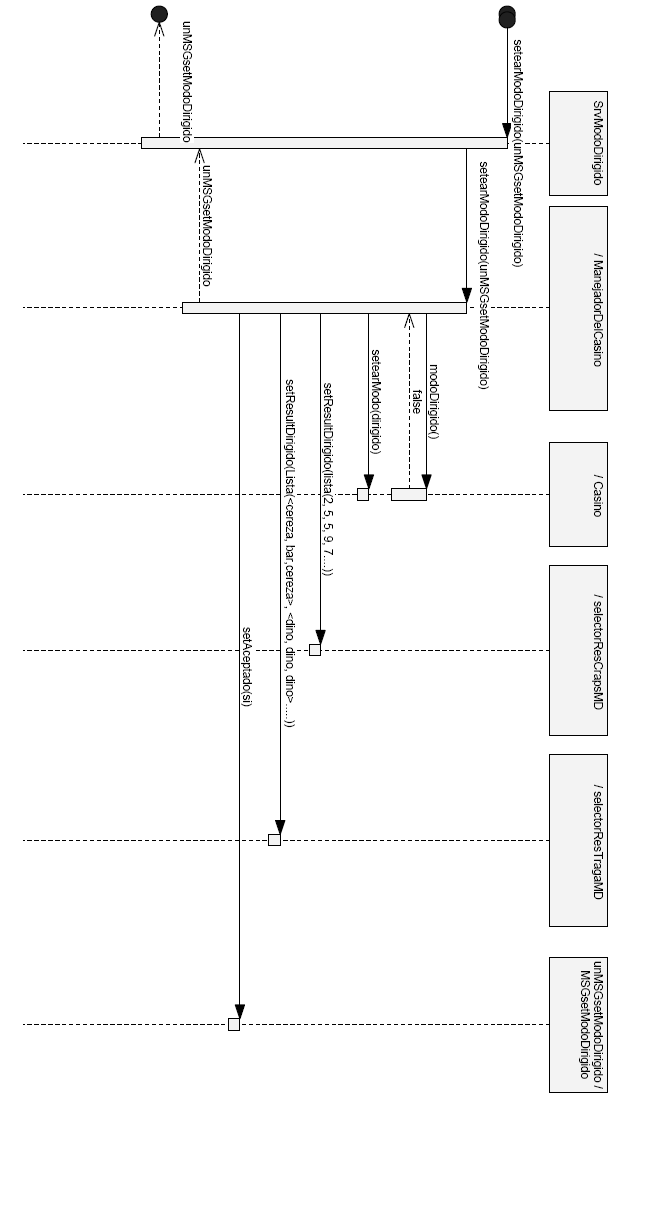 SrvModoDirigido
/ ManejadorDelCasino
/ Casino
/ selectorResCrapsMD
/ selectorResTragaMD
unMSGsetModoDirigido /
MSGsetModoDirigido
setearModoDirigido(unMSGsetModoDirigido)
setearModoDirigido(unMSGsetModoDirigido)
modoDirigido()
false
setearModo(dirigido)
setResultDirigido(lista(2, 5, 5, 9, 7....))
setResultDirigido(Lista(<cereza, bar,cereza>, <dino, dino, dino>.....))
setAceptado(si)
unMSGsetModoDirigido
unMSGsetModoDirigido